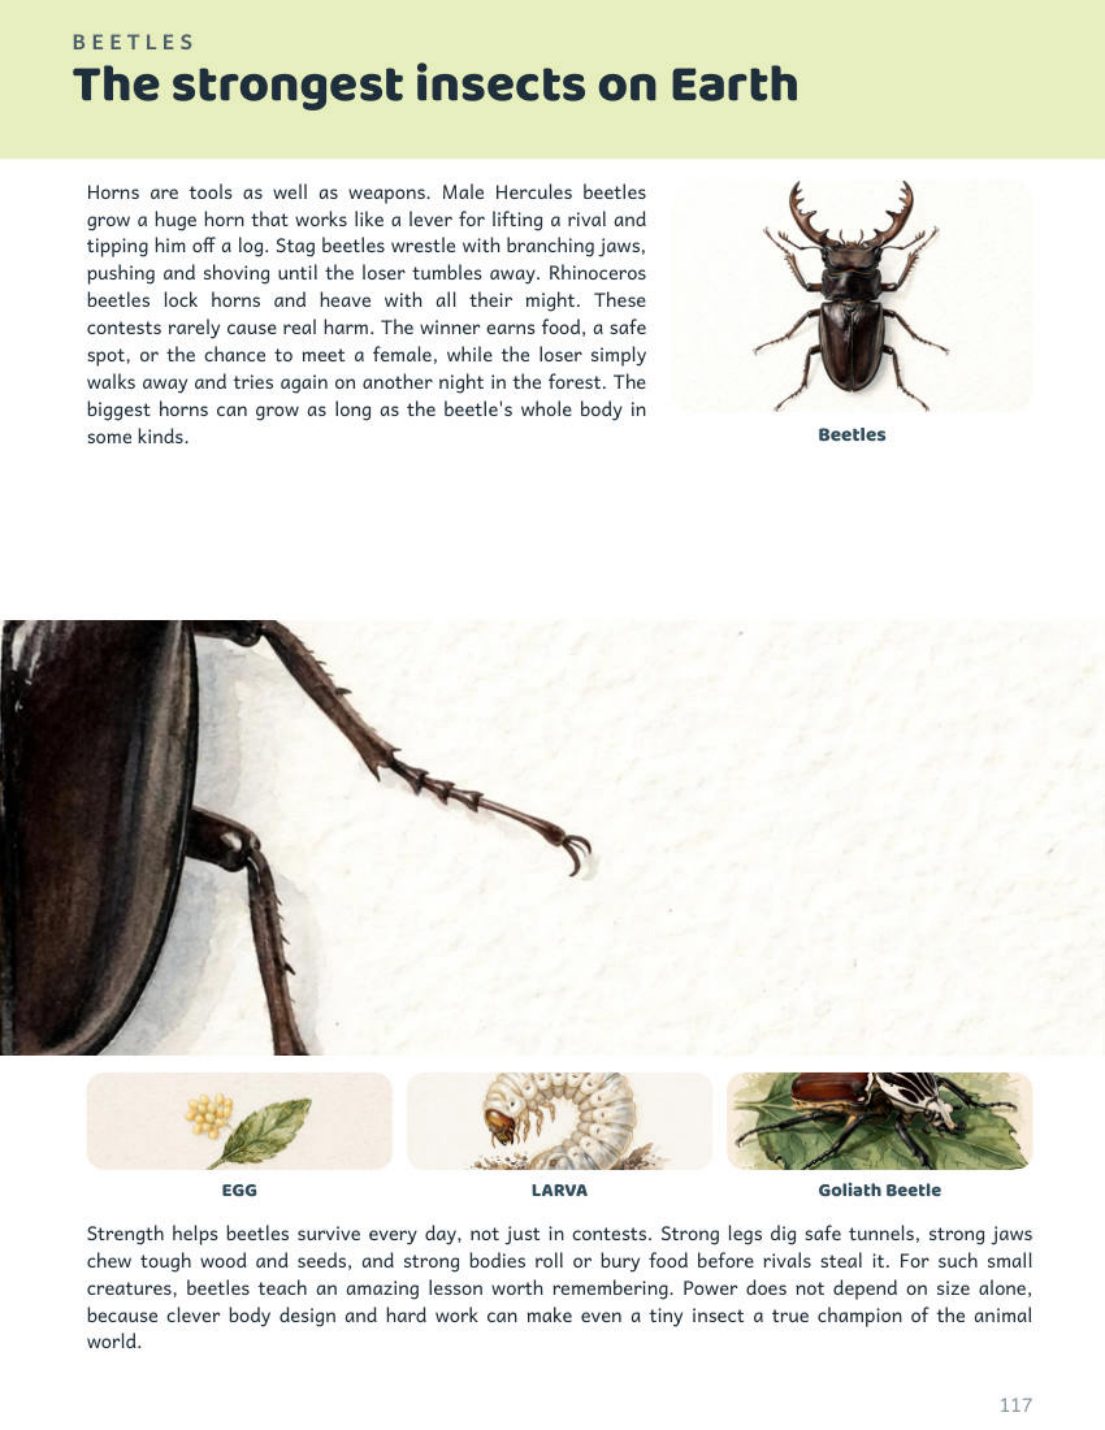 BEETLES
The strongest insects on Earth
Horns are tools as well as weapons. Male Hercules beetles
grow a huge horn that works like a lever for lifting a rival and
tipping him off a log. Stag beetles wrestle with branching jaws,
pushing and shoving until the loser tumbles away. Rhinoceros
beetles lock horns and heave with all their might. These
contests rarely cause real harm. The winner earns food, a safe
spot, or the chance to meet a female, while the loser simply
walks away and tries again on another night in the forest. The
biggest horns can grow as long as the beetle's whole body in
some kinds.
Beetles
EGG
LARVA
Goliath Beetle
Strength helps beetles survive every day, not just in contests. Strong legs dig safe tunnels, strong jaws
chew tough wood and seeds, and strong bodies roll or bury food before rivals steal it. For such small
creatures, beetles teach an amazing lesson worth remembering. Power does not depend on size alone,
because clever body design and hard work can make even a tiny insect a true champion of the animal
world.
117